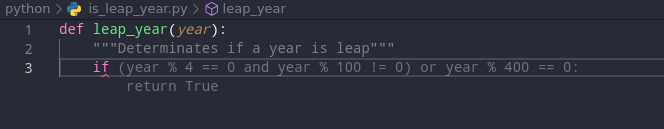 python > is_leap_year.py > leap_year
1 def leap_year(year):
2 """Determinates if a year is leap"""
3 if (year % 4 == 0 and year % 100 != 0) or year % 400 == 0:
return True